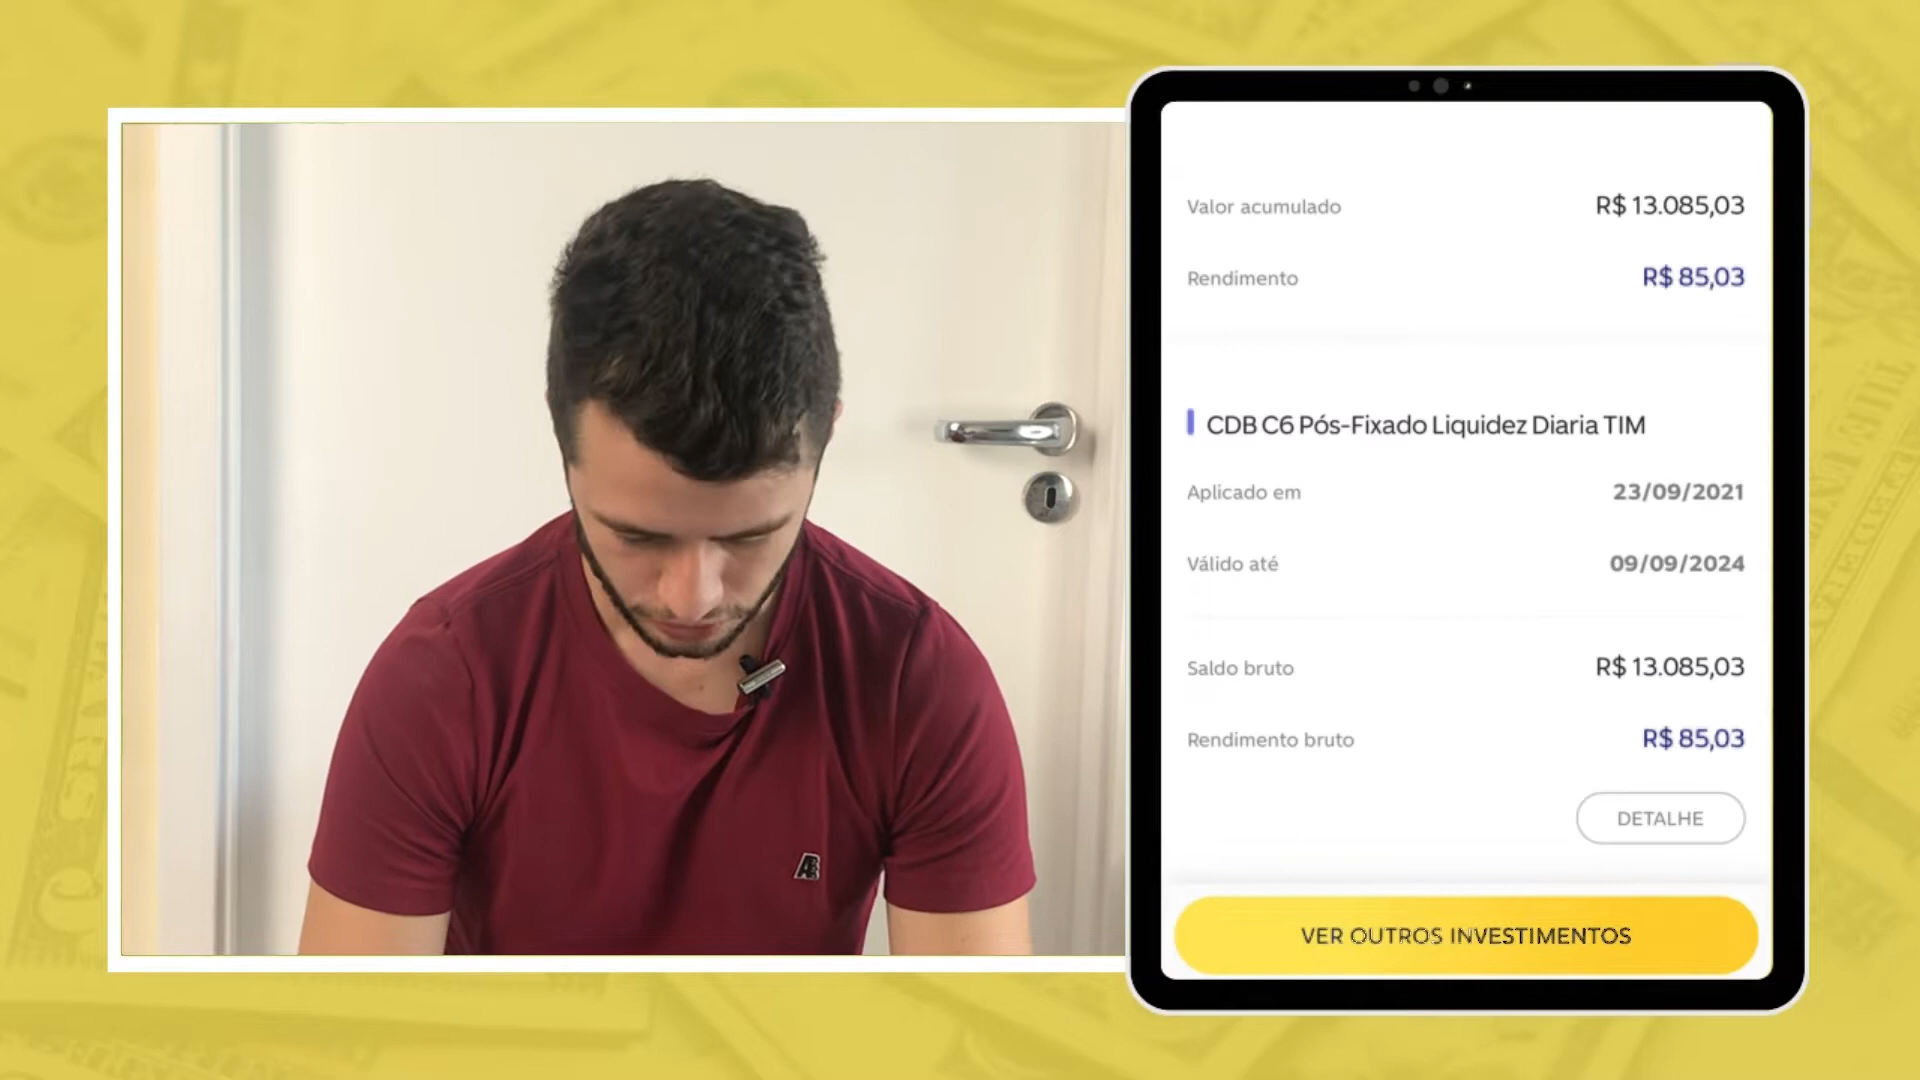 Valor acumulado R$ 13.085,03
Rendimento R$ 85,03
CDB C6 Pós-Fixado Liquidez Diaria TIM
Aplicado em 23/09/2021
Válido até 09/09/2024
Saldo bruto R$ 13.085,03
Rendimento bruto R$ 85,03
DETALHE
VER OUTROS INVESTIMENTOS